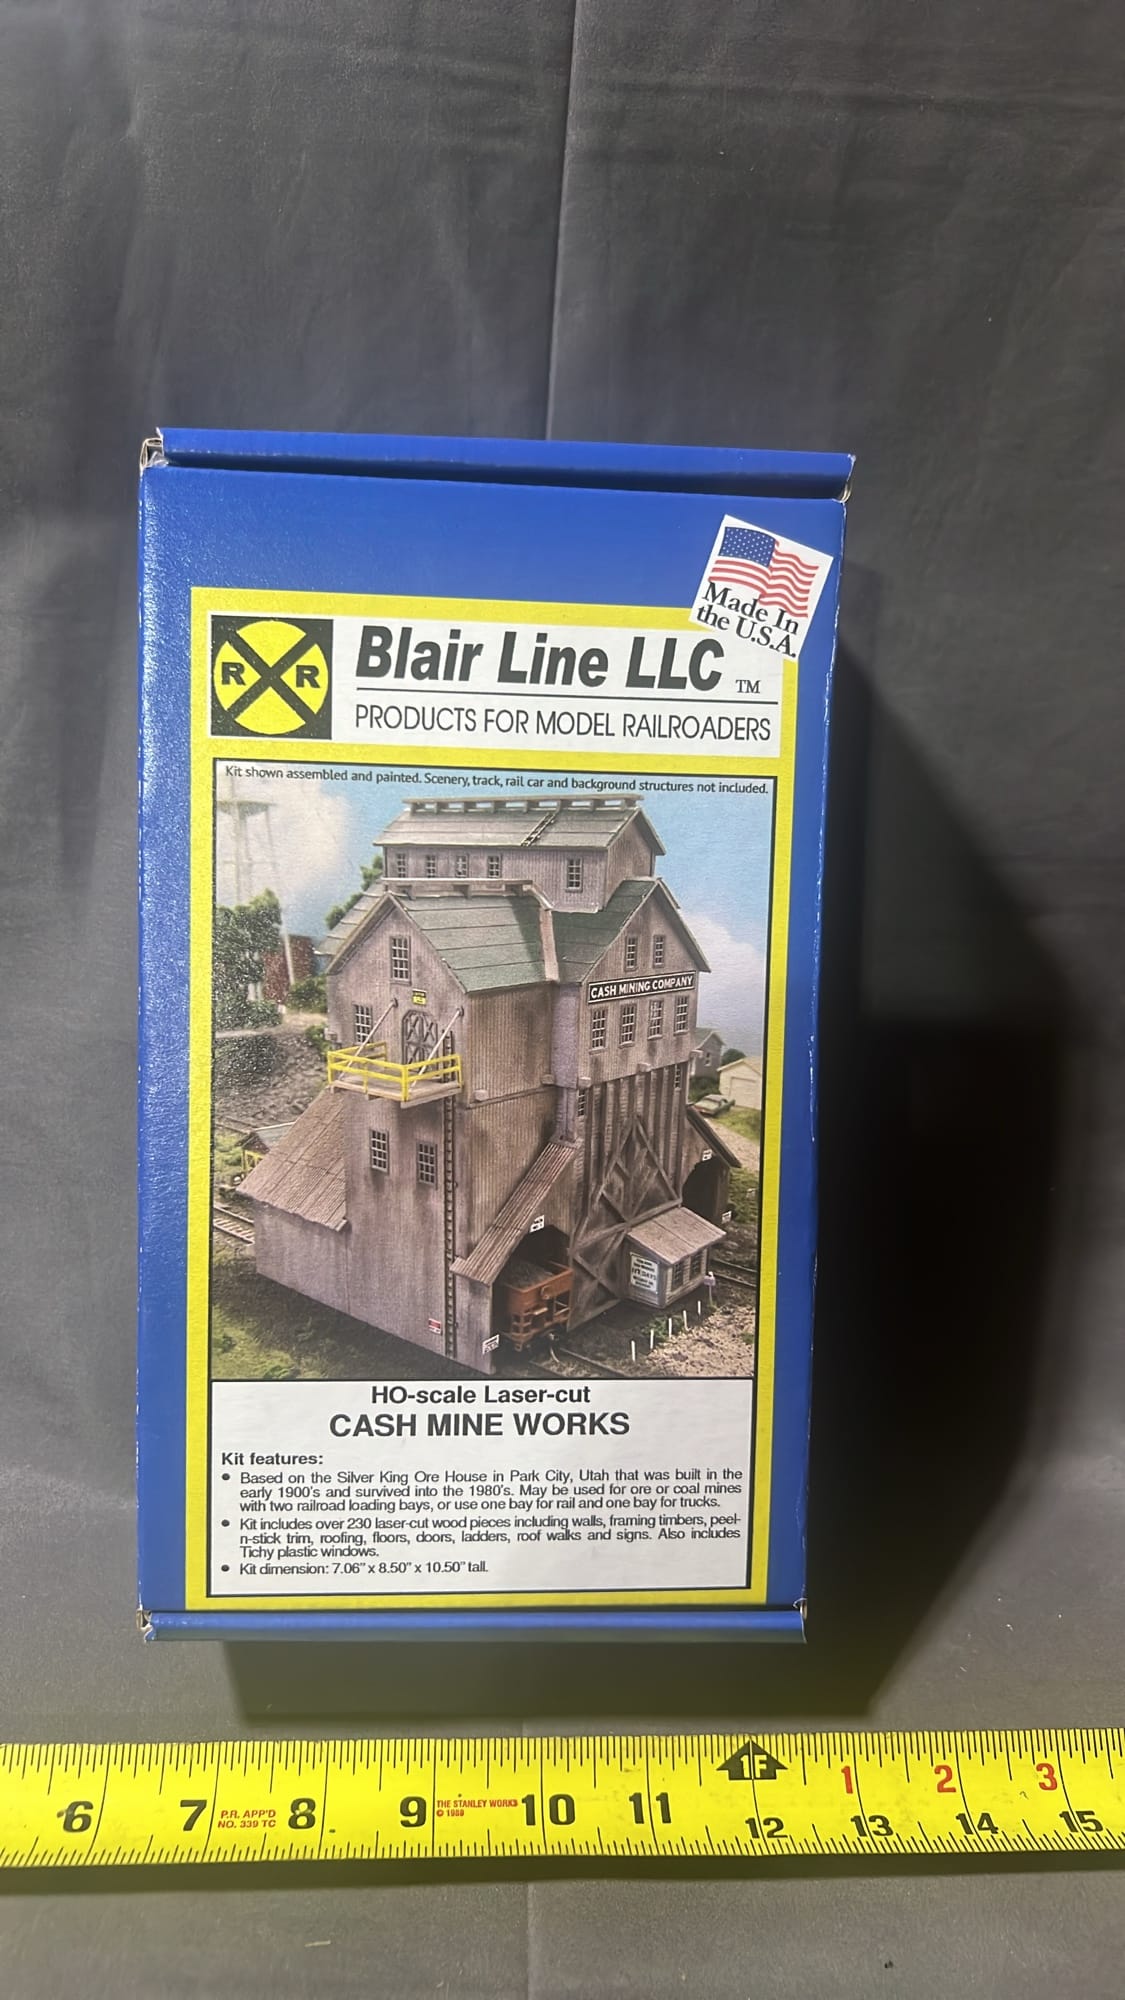 Made In
the U.S.A.
R R
Blair Line LLC TM
PRODUCTS FOR MODEL RAILROADERS
Kit shown assembled and painted. Scenery, track, rail car and background structures not included.
CASH MINING COMPANY
HO-scale Laser-cut
CASH MINE WORKS
Kit features:
• Based on the Silver King Ore House in Park City, Utah that was built in the
early 1900's and survived into the 1980's. May be used for ore or coal mines
with two railroad loading bays, or use one bay for rail and one bay for trucks.
• Kit includes over 230 laser-cut wood pieces including walls, framing timbers, peel-
n-stick trim, roofing, floors, doors, ladders, roof walks and signs. Also includes
Tichy plastic windows.
• Kit dimension: 7.06" x 8.50" x 10.50" tall.
1F 1 2 3
6 7 P.R. APP'D 8 9 THE STANLEY WORKS 10 11 12 13 14 15
NO. 339 TC © 1989